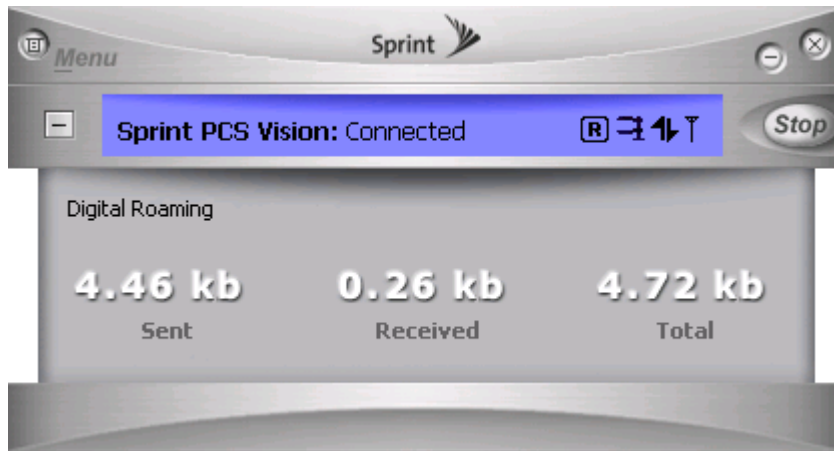 Sprint
Menu
Sprint PCS Vision: Connected R
Stop
Digital Roaming
4.46 kb 0.26 kb 4.72 kb
Sent Received Total